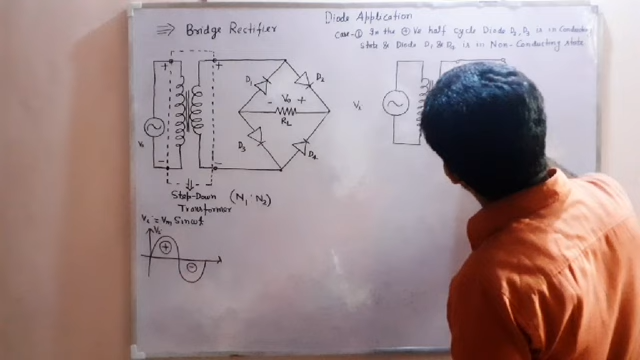 Diode Application
⇒ Bridge Rectifier
Case-① In the ⊕ Ve half cycle Diode D2, D3 is in Conducting
State & Diode D1 & D4 is in Non-Conducting state.
+ +
D1 D2
- Vo +
RL
Vs
D3 D4
- -
Vs
Step-Down
Transformer (N1 : N2)
Vs = Vm Sinωt
Vs
+
-